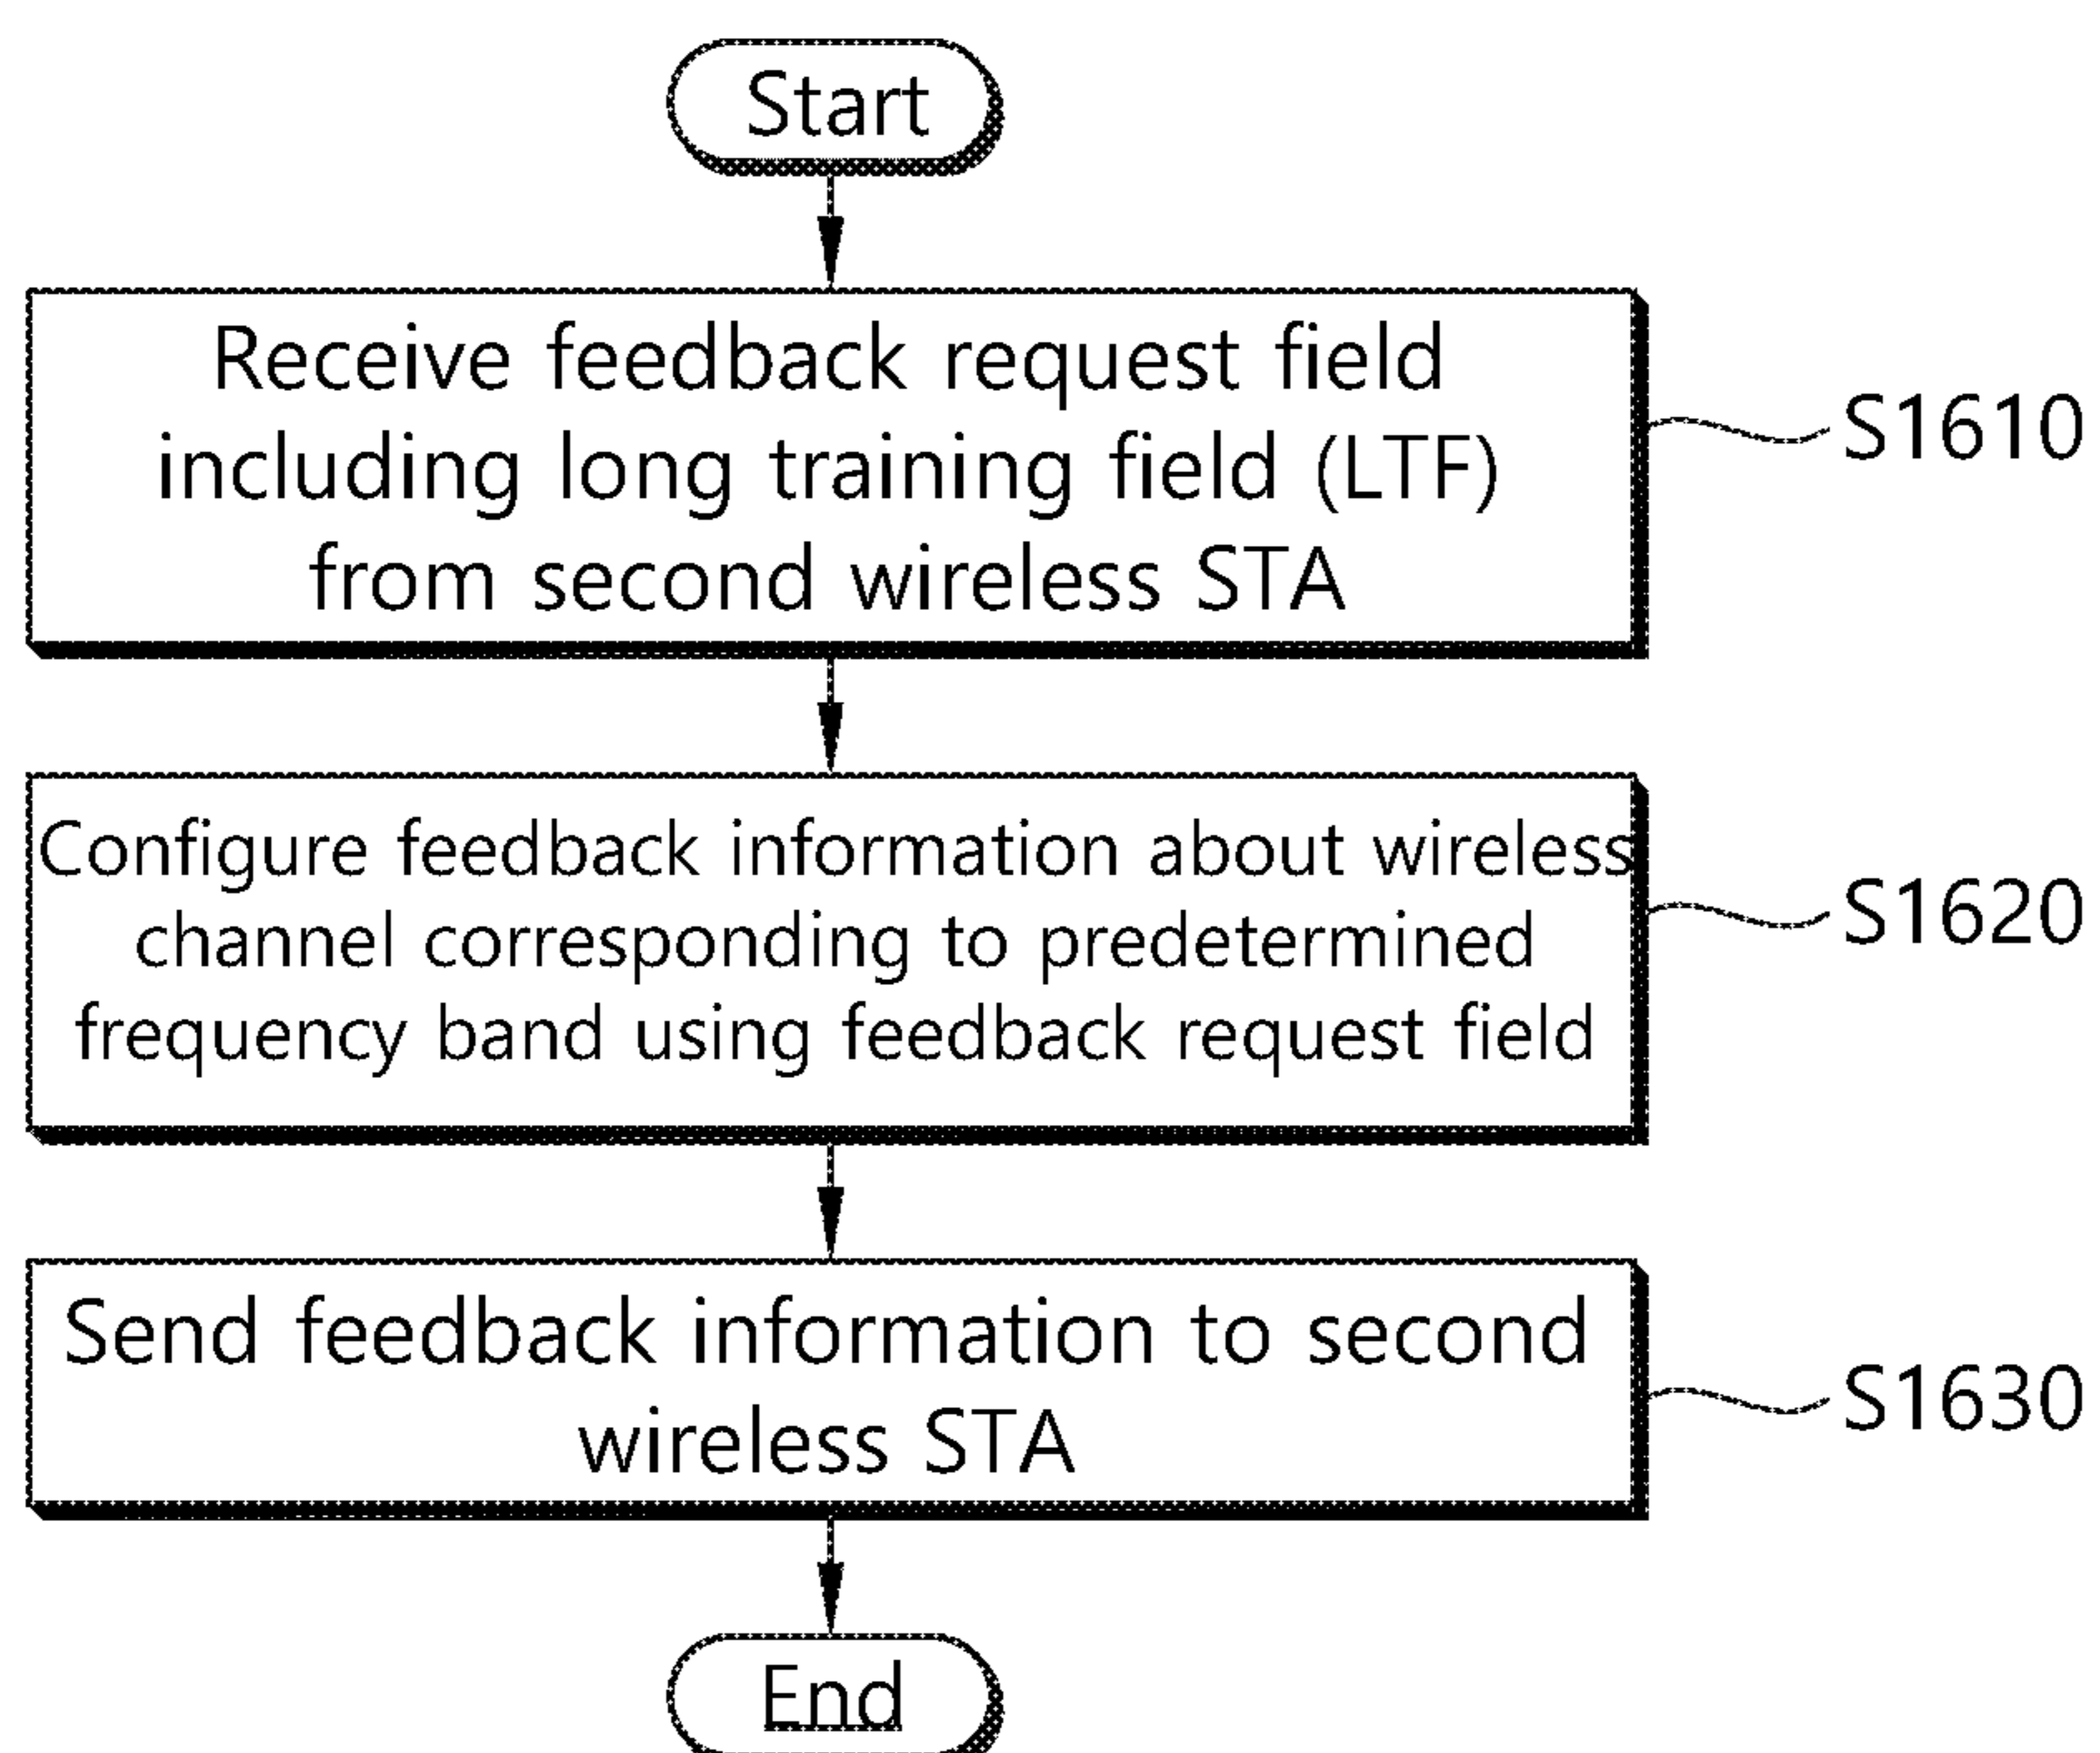 Start
Receive feedback request field
including long training field (LTF)
from second wireless STA
S1610
Configure feedback information about wireless
channel corresponding to predetermined
frequency band using feedback request field
S1620
Send feedback information to second
wireless STA
S1630
End